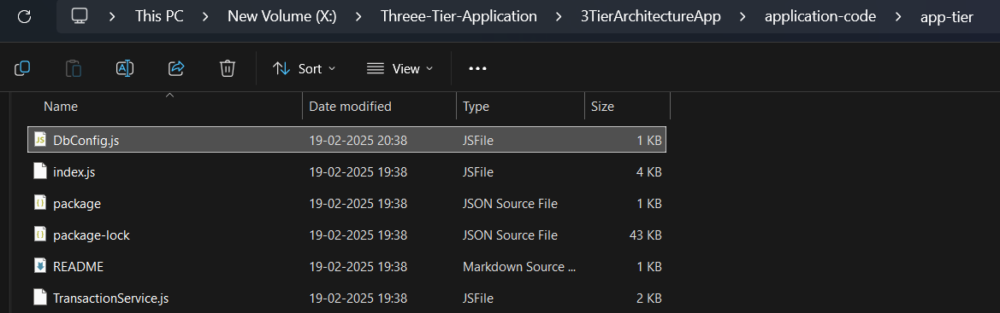 This PC > New Volume (X:) > Threee-Tier-Application > 3TierArchitectureApp > application-code > app-tier
Sort View
Name Date modified Type Size
DbConfig.js 19-02-2025 20:38 JSFile 1 KB
index.js 19-02-2025 19:38 JSFile 4 KB
package 19-02-2025 19:38 JSON Source File 1 KB
package-lock 19-02-2025 19:38 JSON Source File 43 KB
README 19-02-2025 19:38 Markdown Source ... 1 KB
TransactionService.js 19-02-2025 19:38 JSFile 2 KB